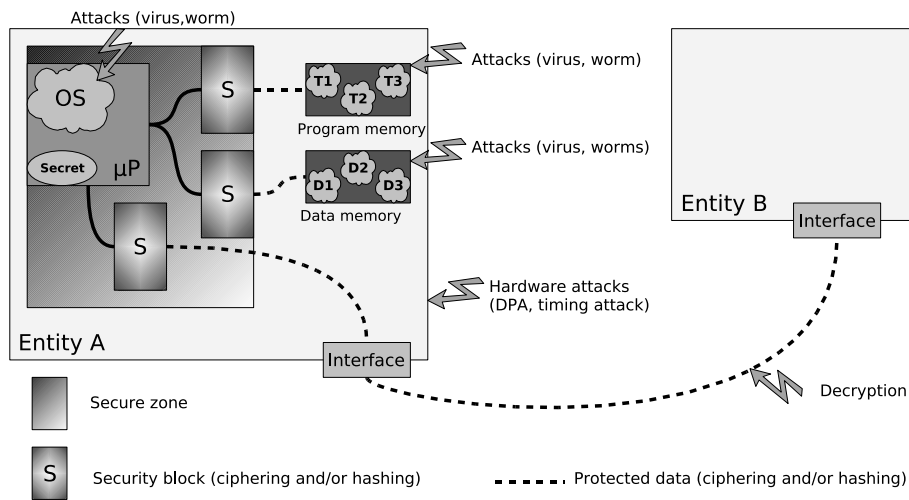 Attacks (virus,worm)
OS
Secret
μP
S
S
S
T1
T2
T3
Program memory
D1
D2
D3
Data memory
Attacks (virus, worm)
Attacks (virus, worms)
Hardware attacks
(DPA, timing attack)
Entity A
Interface
Entity B
Interface
Decryption
Secure zone
S
Security block (ciphering and/or hashing)
Protected data (ciphering and/or hashing)